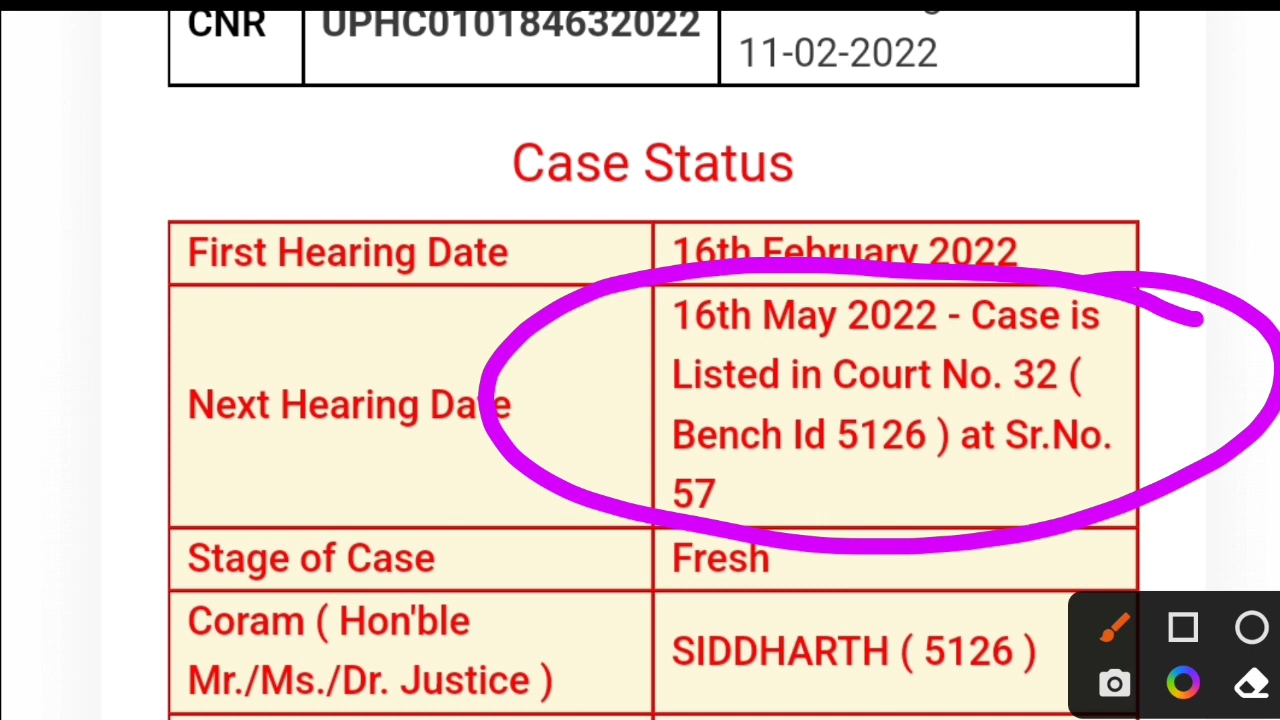 CNR
UPHC010184632022
11-02-2022
Case Status
First Hearing Date
16th February 2022
Next Hearing Date
16th May 2022 - Case is
Listed in Court No. 32 (
Bench Id 5126 ) at Sr.No.
57
Stage of Case
Fresh
Coram ( Hon'ble
Mr./Ms./Dr. Justice )
SIDDHARTH ( 5126 )